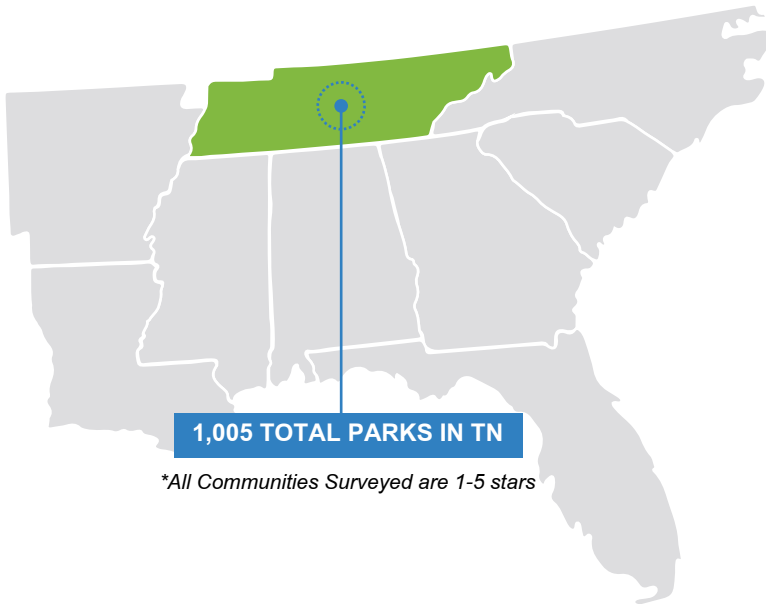 1,005 TOTAL PARKS IN TN
*All Communities Surveyed are 1-5 stars